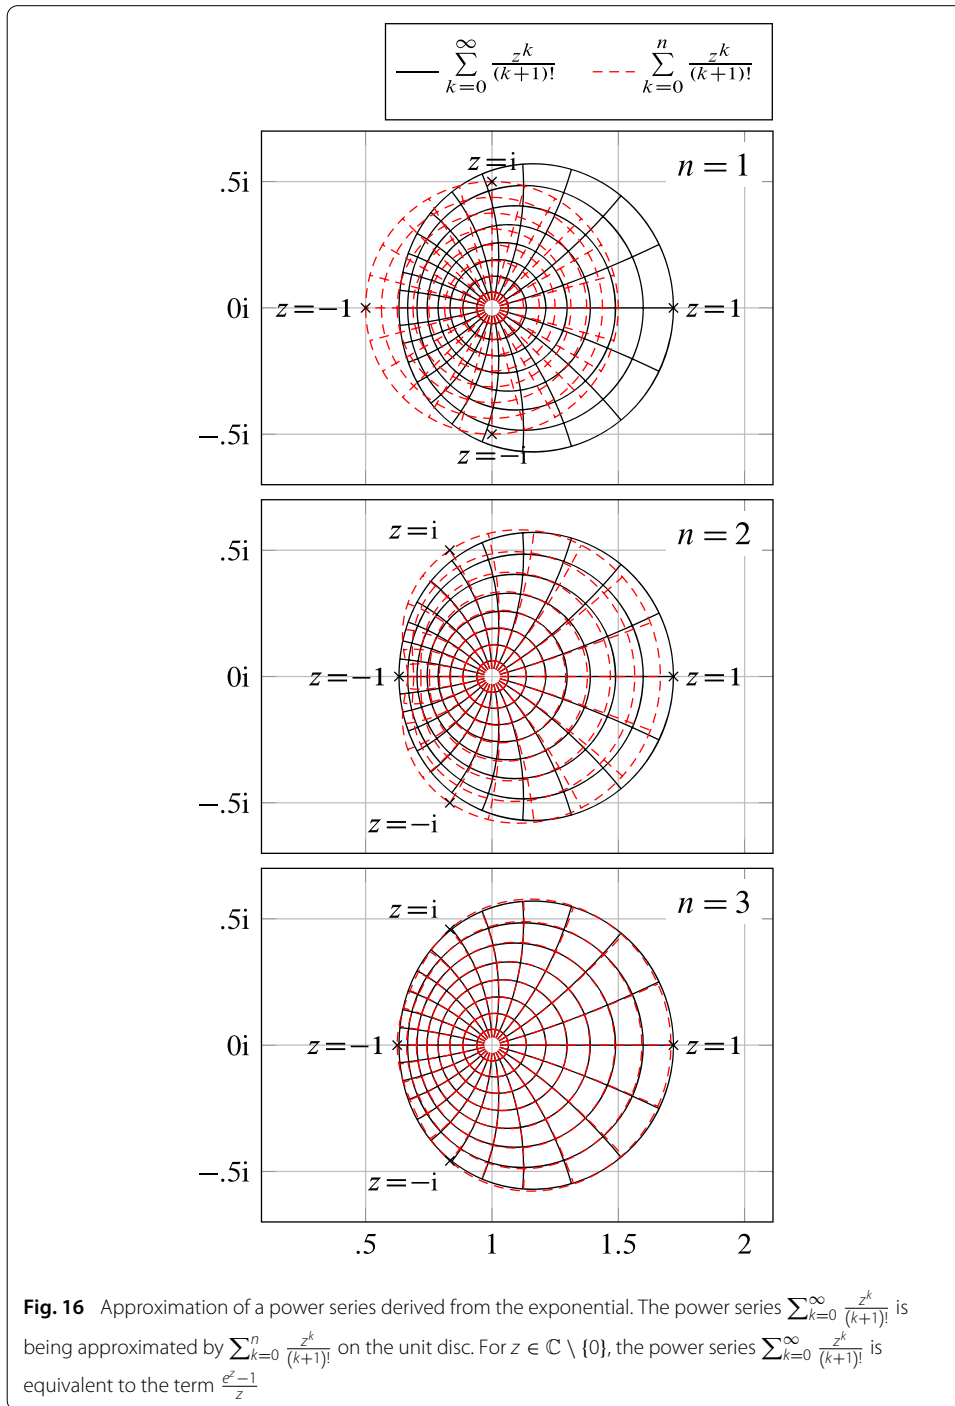 ∑_{k=0}^{∞} z^k/(k+1)!   ∑_{k=0}^{n} z^k/(k+1)!
n = 1
z=i
.5i
0i
z=−1
z=1
−.5i
z=−i
n = 2
z=i
.5i
0i
z=−1
z=1
−.5i
z=−i
n = 3
z=i
.5i
0i
z=−1
z=1
−.5i
z=−i
.5 1 1.5 2
Fig. 16 Approximation of a power series derived from the exponential. The power series ∑_{k=0}^{∞} z^k/(k+1)! is
being approximated by ∑_{k=0}^{n} z^k/(k+1)! on the unit disc. For z ∈ ℂ \ {0}, the power series ∑_{k=0}^{∞} z^k/(k+1)! is
equivalent to the term (e^z−1)/z